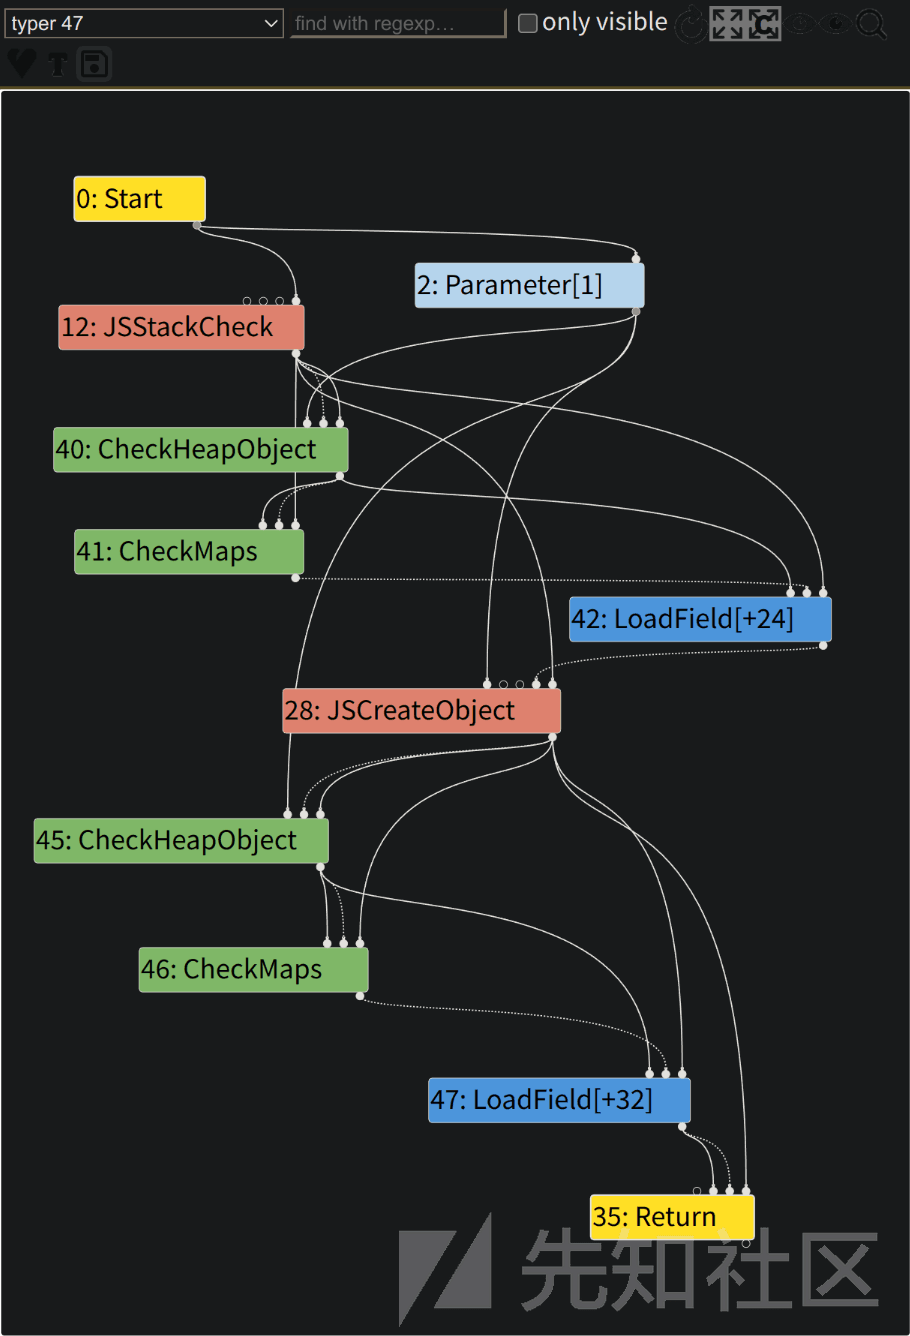 typer 47
find with regexp...
only visible
0: Start
2: Parameter[1]
12: JSStackCheck
40: CheckHeapObject
41: CheckMaps
42: LoadField[+24]
28: JSCreateObject
45: CheckHeapObject
46: CheckMaps
47: LoadField[+32]
35: Return
先知社区